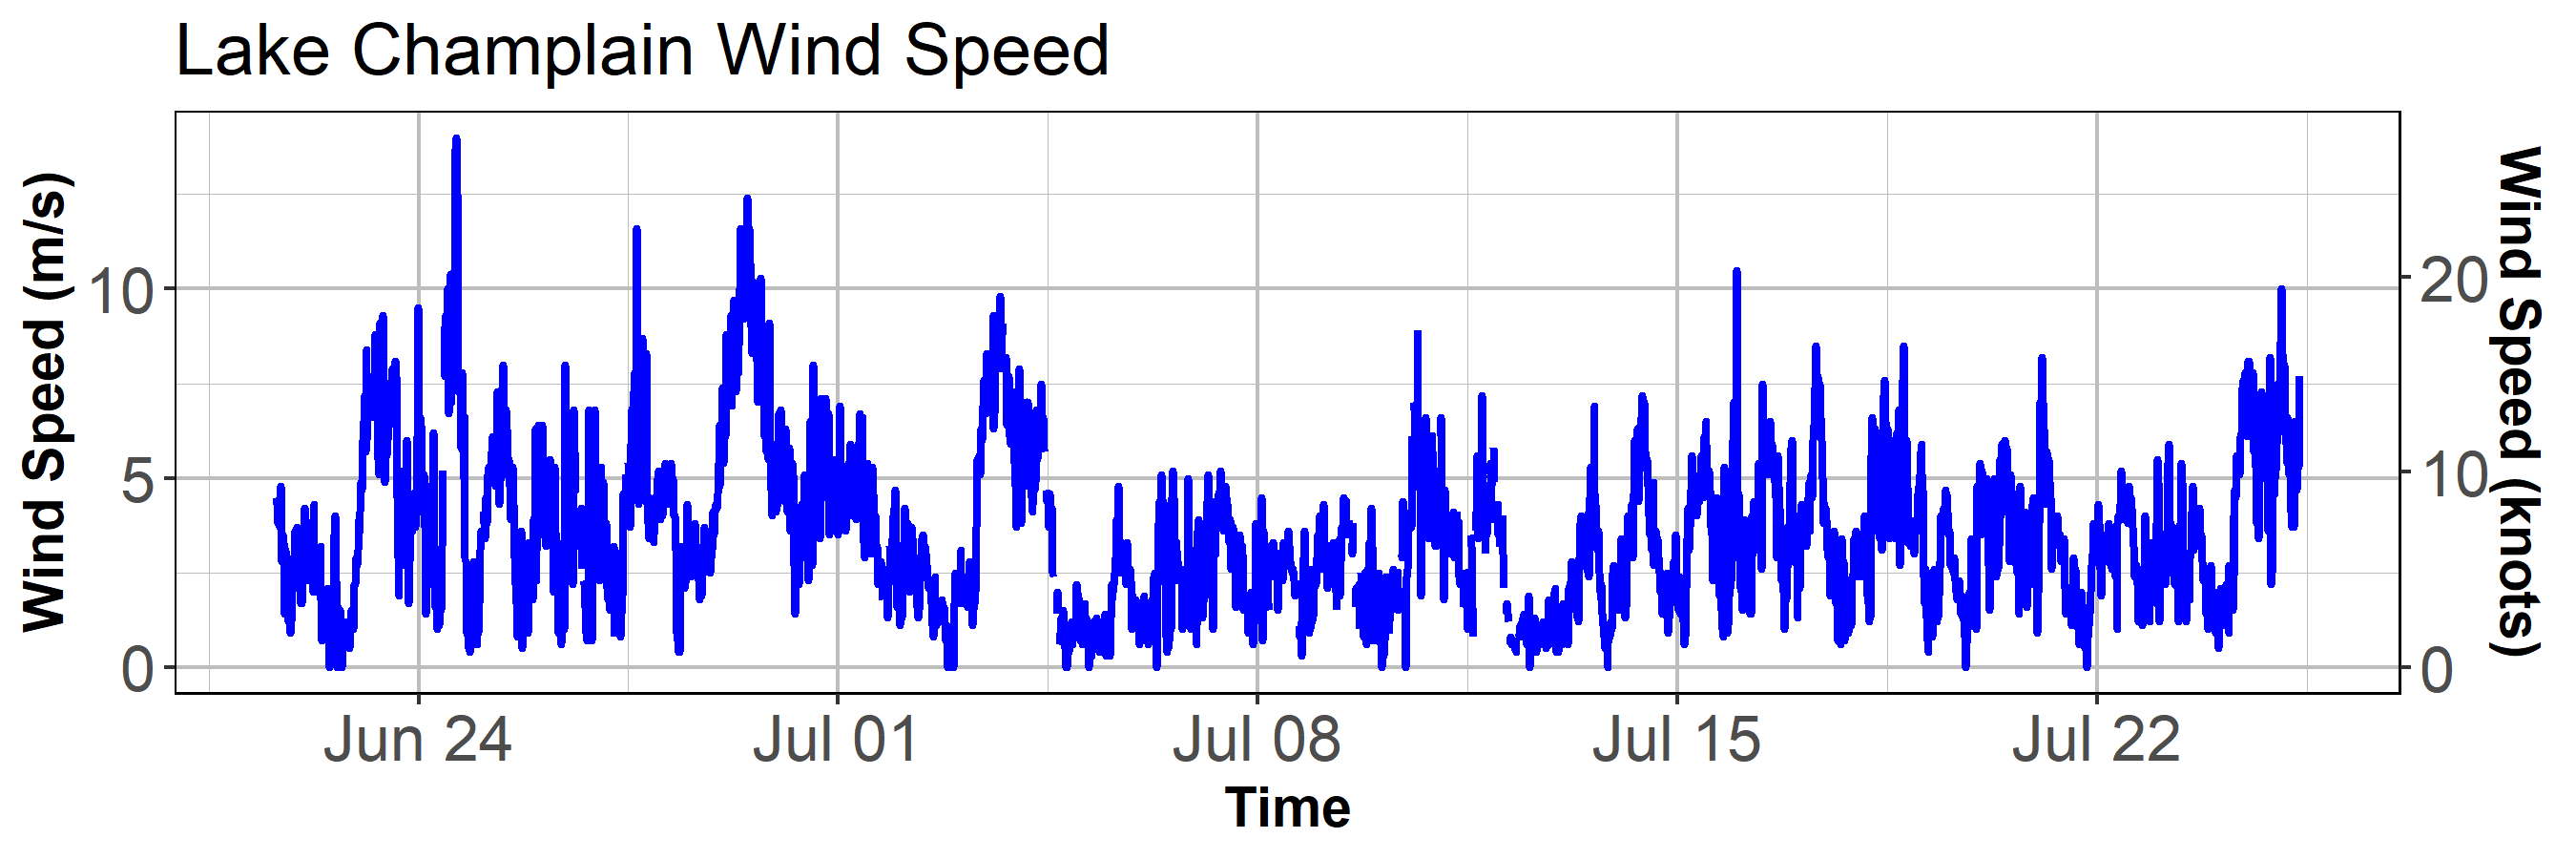 Lake Champlain Wind Speed
Wind Speed (m/s)
10
5
0
20
10
0
Wind Speed (knots)
Jun 24
Jul 01
Jul 08
Jul 15
Jul 22
Time